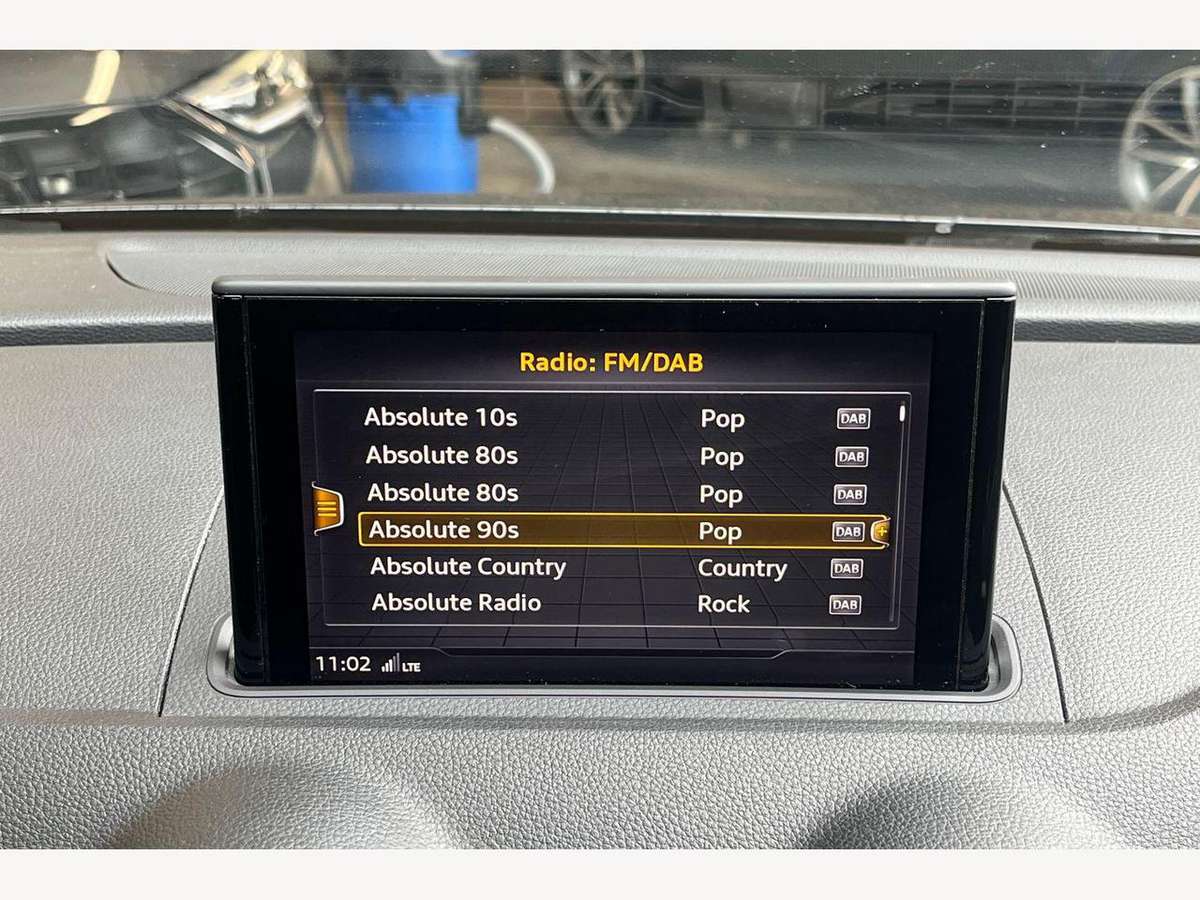 Radio: FM/DAB
Absolute 10s Pop DAB
Absolute 80s Pop DAB
Absolute 80s Pop DAB
Absolute 90s Pop DAB +
Absolute Country Country DAB
Absolute Radio Rock DAB
11:02 LTE